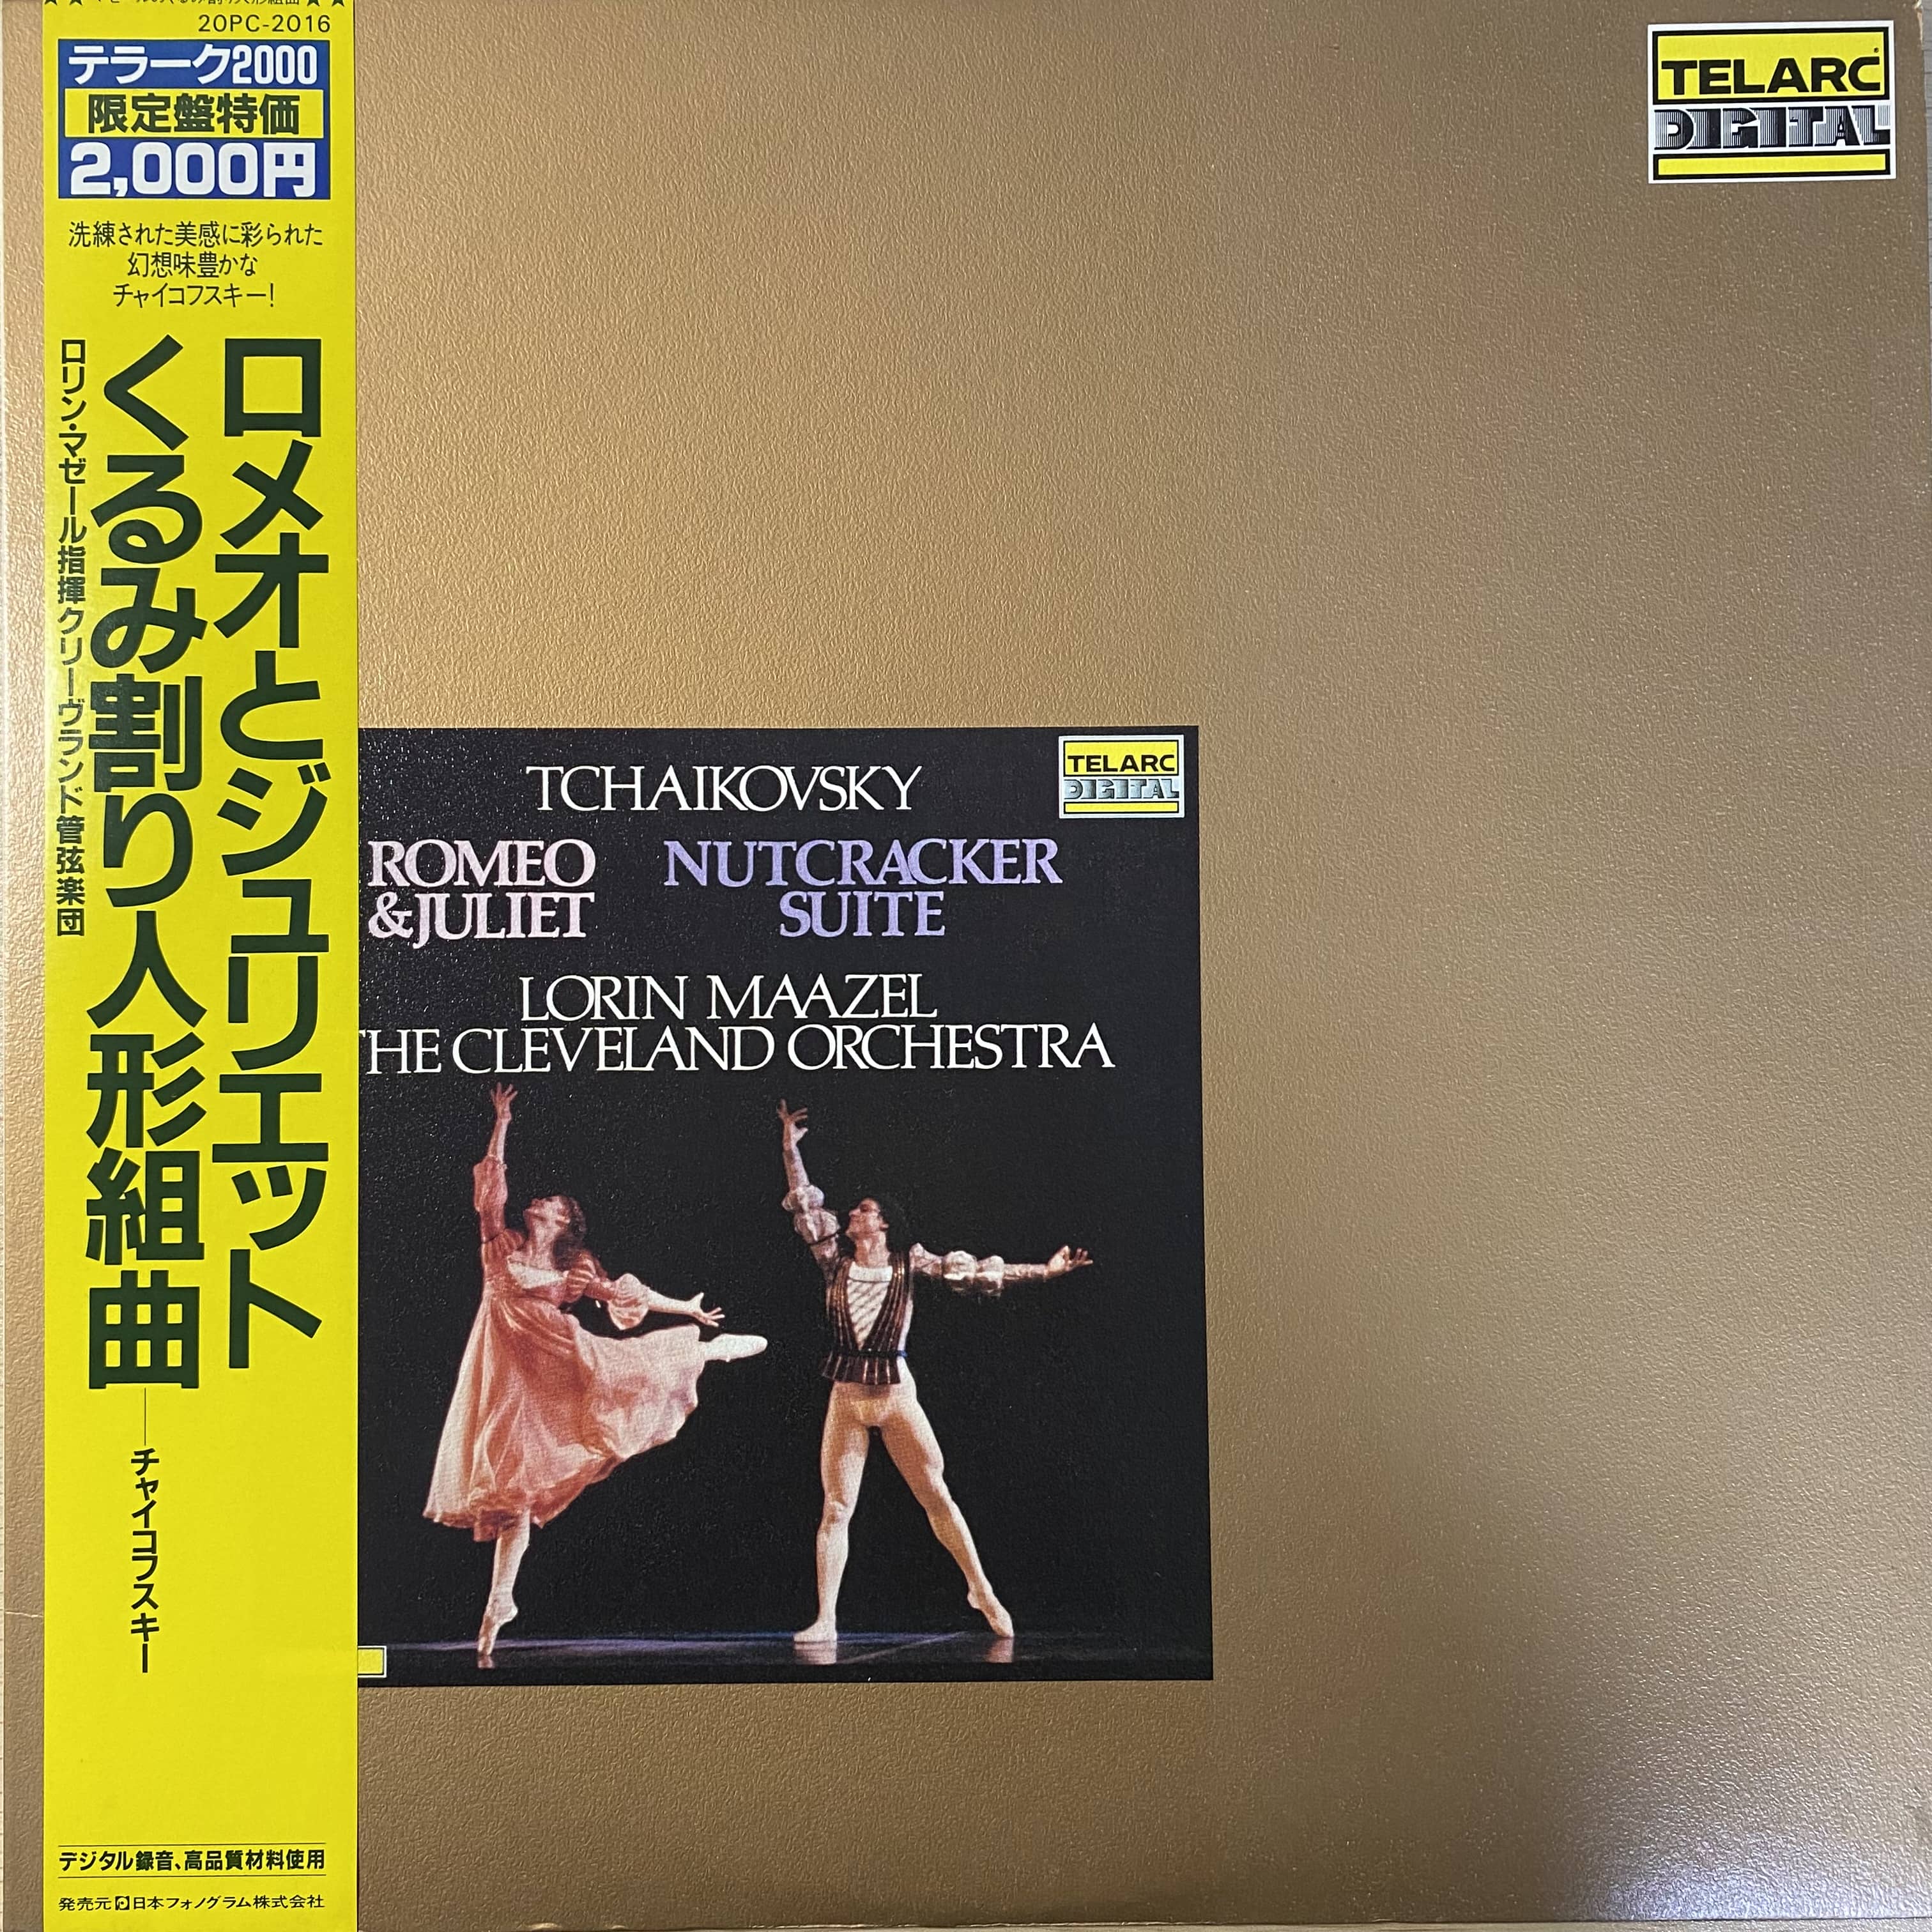 20PC-2016
テラーク2000
限定盤特価
2,000円
洗練された美感に彩られた
幻想味豊かな
チャイコフスキー!
ロメオとジュリエット
くるみ割り人形組曲──チャイコフスキー
ロリン・マゼール指揮クリーヴランド管弦楽団
デジタル録音、高品質材料使用
発売元 日本フォノグラム株式会社
TELARC
DIGITAL
TCHAIKOVSKY
TELARC
DIGITAL
ROMEO
&JULIET
NUTCRACKER
SUITE
LORIN MAAZEL
THE CLEVELAND ORCHESTRA